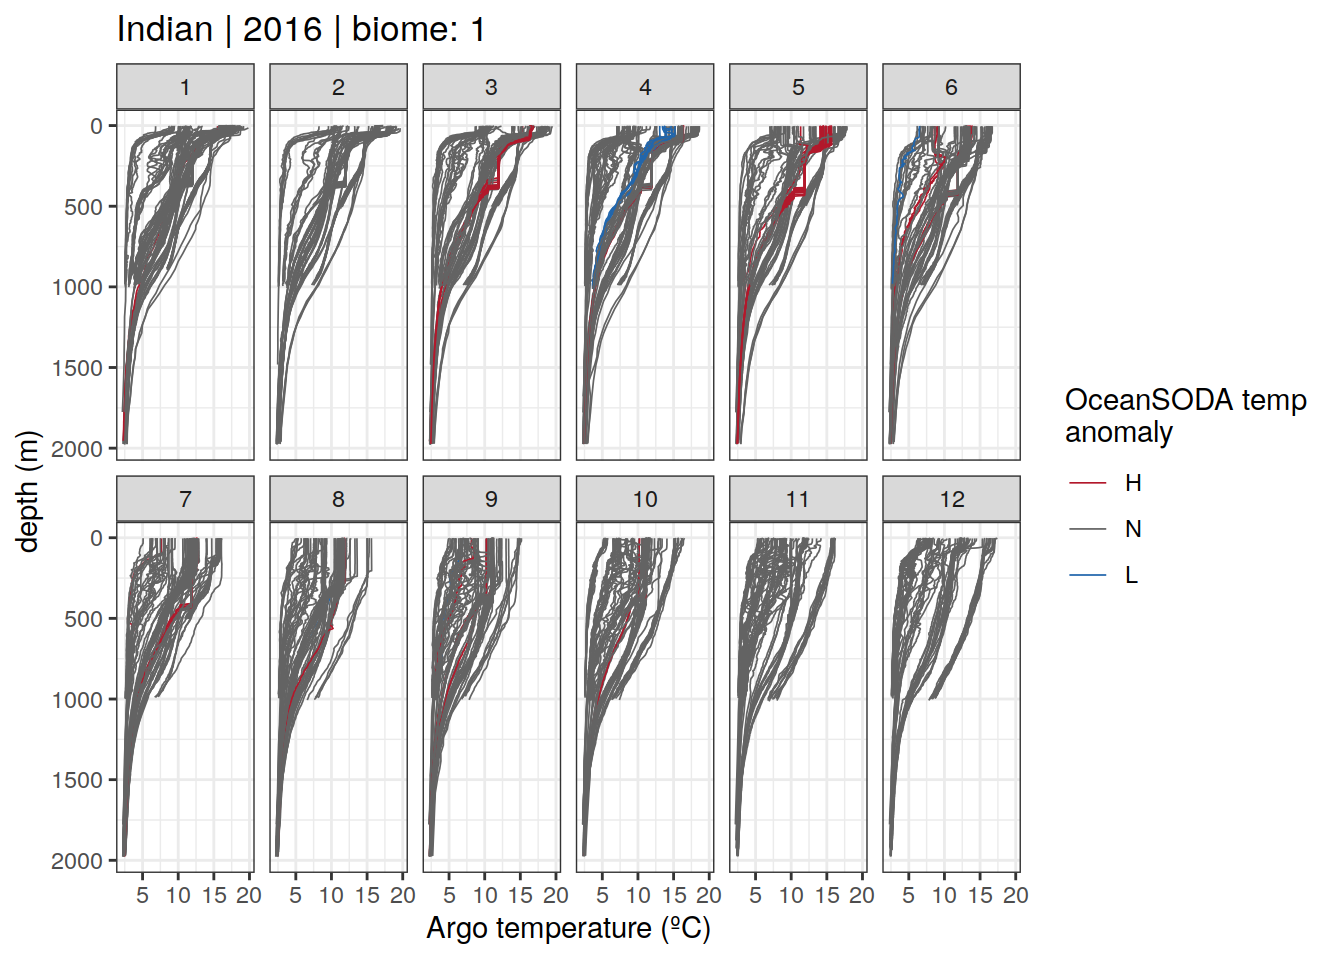 Indian | 2016 | biome: 1
1 2 3 4 5 6
0
500
1000
1500
2000
7 8 9 10 11 12
0
500
1000
1500
2000
5 10 15 20 5 10 15 20 5 10 15 20 5 10 15 20 5 10 15 20 5 10 15 20
Argo temperature (ºC)
depth (m)
OceanSODA temp
anomaly
H
N
L